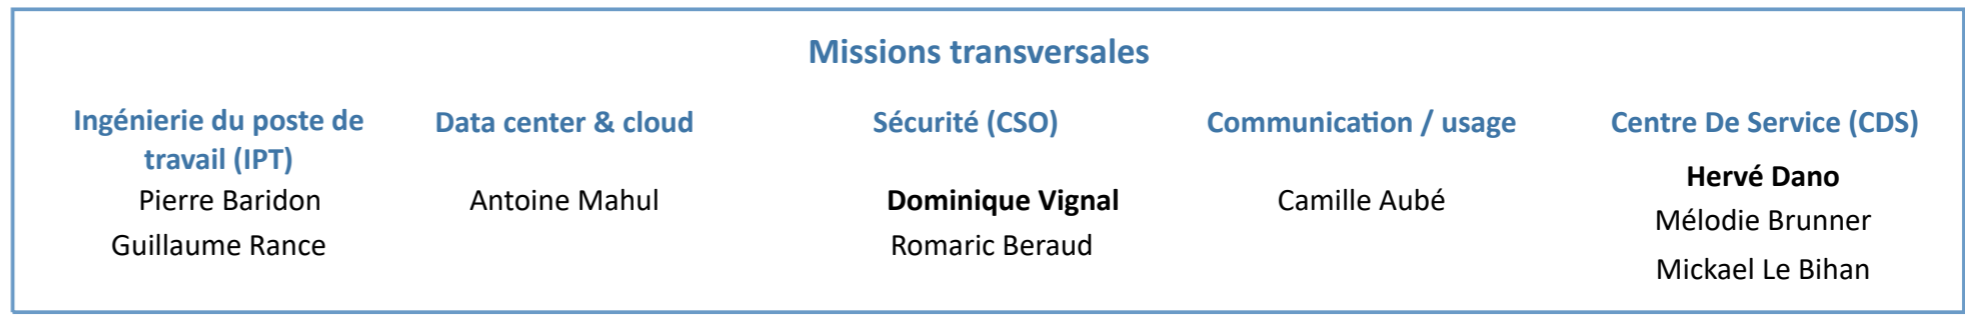 Missions transversales
Ingénierie du poste de
travail (IPT)
Pierre Baridon
Guillaume Rance
Data center & cloud
Antoine Mahul
Sécurité (CSO)
Dominique Vignal
Romaric Beraud
Communication / usage
Camille Aubé
Centre De Service (CDS)
Hervé Dano
Mélodie Brunner
Mickael Le Bihan